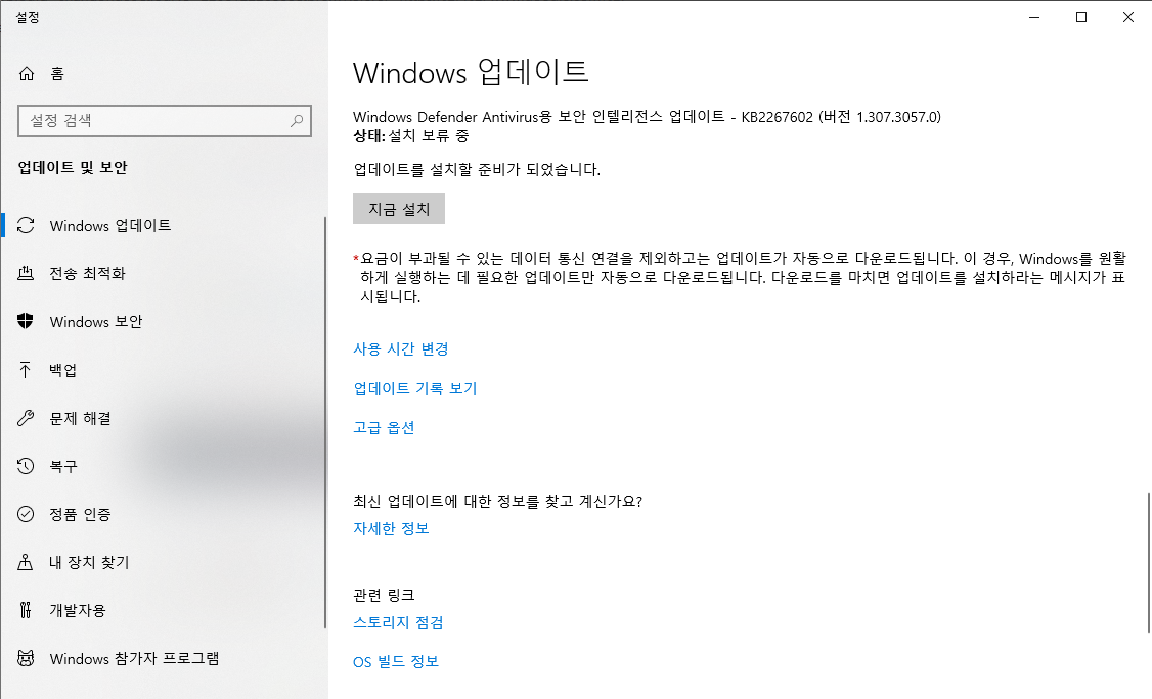 설정
홈
설정 검색
업데이트 및 보안
Windows 업데이트
전송 최적화
Windows 보안
백업
문제 해결
복구
정품 인증
내 장치 찾기
개발자용
Windows 참가자 프로그램
Windows 업데이트
Windows Defender Antivirus용 보안 인텔리전스 업데이트 - KB2267602 (버전 1.307.3057.0)
상태: 설치 보류 중
업데이트를 설치할 준비가 되었습니다.
지금 설치
*요금이 부과될 수 있는 데이터 통신 연결을 제외하고는 업데이트가 자동으로 다운로드됩니다. 이 경우, Windows를 원활
하게 실행하는 데 필요한 업데이트만 자동으로 다운로드됩니다. 다운로드를 마치면 업데이트를 설치하라는 메시지가 표
시됩니다.
사용 시간 변경
업데이트 기록 보기
고급 옵션
최신 업데이트에 대한 정보를 찾고 계신가요?
자세한 정보
관련 링크
스토리지 점검
OS 빌드 정보